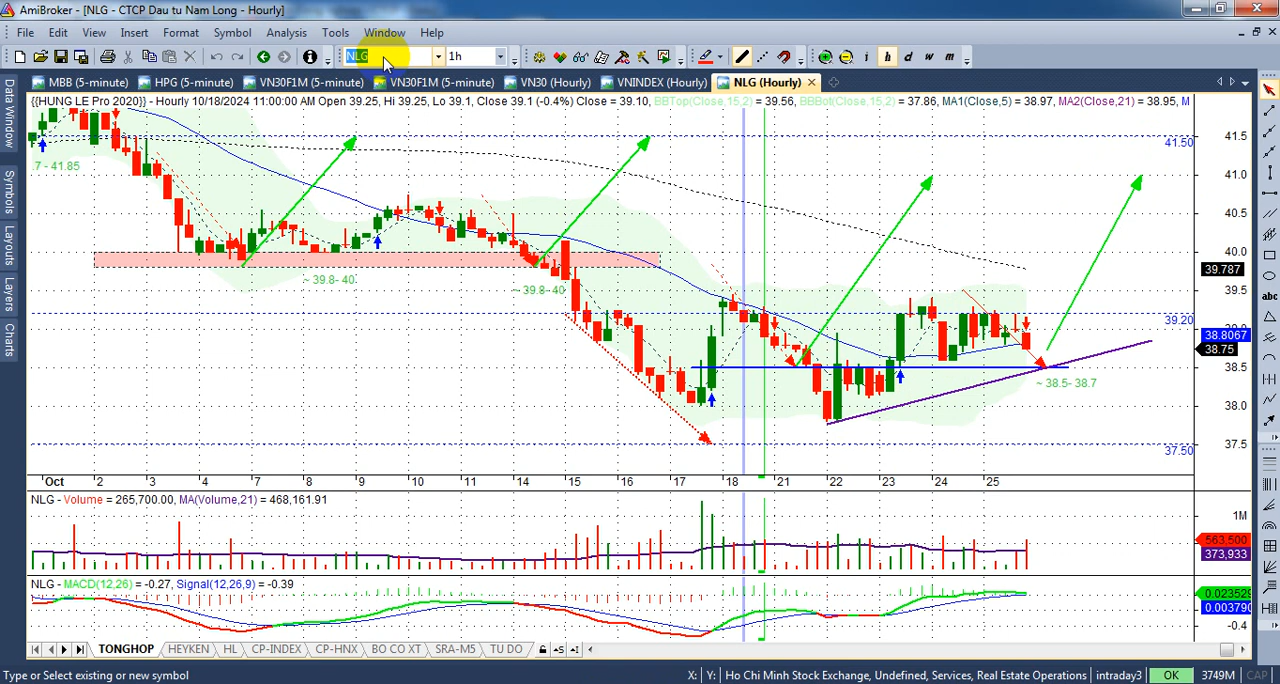 AmiBroker - [NLG - CTCP Dau tu Nam Long - Hourly]
File Edit View Insert Format Symbol Analysis Tools Window Help
NLG 1h i h d w m
MBB (5-minute) HPG (5-minute) VN30F1M (5-minute) VN30F1M (5-minute) VN30 (Hourly) VNINDEX (Hourly) NLG (Hourly)
{{HUNG LE Pro 2020}} - Hourly 10/18/2024 11:00:00 AM Open 39.25, Hi 39.25, Lo 39.1, Close 39.1 (-0.4%) Close = 39.10, BBTop(Close,15,2) = 39.56, BBBot(Close,15,2) = 37.86, MA1(Close,5) = 38.97, MA2(Close,21) = 38.95, M
Data Window
Symbols
Layouts
Layers
Charts
41.5
41.50
7 - 41.85
41.0
40.5
40.0
39.787
~ 39.8- 40
~ 39.8- 40
39.5
39.20
38.8067
38.75
38.5
~ 38.5- 38.7
38.0
37.50
37.5
abc
Oct 2 3 4 7 8 9 10 11 14 15 16 17 18 21 22 23 24 25
NLG - Volume = 265,700.00, MA(Volume,21) = 468,161.91
1M
563,500
373,933
NLG - MACD(12,26) = -0.27, Signal(12,26,9) = -0.39
0.023529
0.003790
-0.4
TONGHOP HEYKEN HL CP-INDEX CP-HNX BO CO XT SRA-M5 TU DO
Type or Select existing or new symbol X: Y: Ho Chi Minh Stock Exchange, Undefined, Services, Real Estate Operations intraday3 OK 3749M CAP